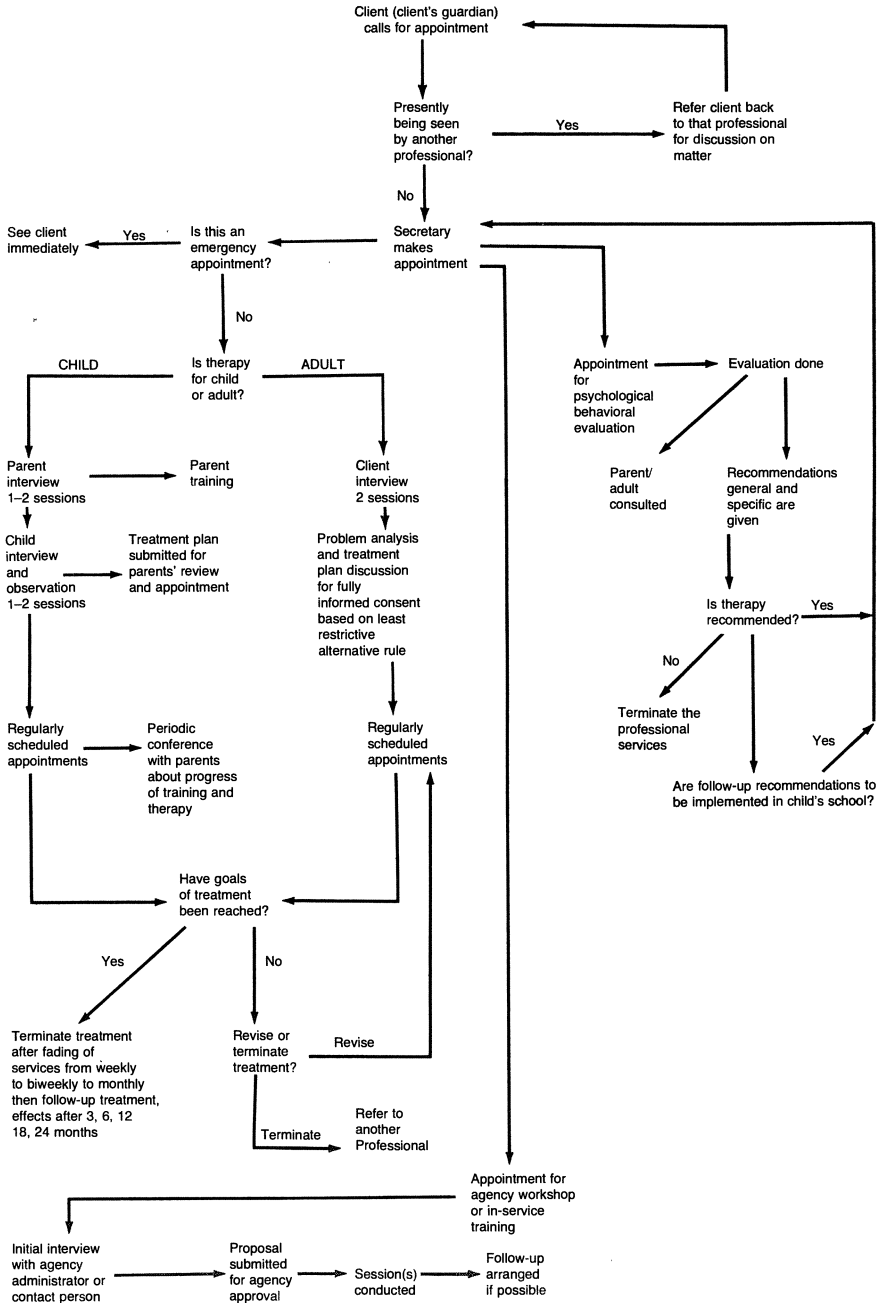 Client (client's guardian)
calls for appointment
Presently
being seen
by another
professional?
Yes
Refer client back
to that professional
for discussion on
matter
No
See client
immediately
Yes
Is this an
emergency
appointment?
Secretary
makes
appointment
No
CHILD
Is therapy
for child
or adult?
ADULT
Appointment
for
psychological
behavioral
evaluation
Evaluation done
Parent
interview
1–2 sessions
Parent
training
Client
interview
2 sessions
Parent/
adult
consulted
Recommendations
general and
specific are
given
Child
interview
and
observation
1–2 sessions
Treatment plan
submitted for
parents' review
and appointment
Problem analysis
and treatment
plan discussion
for fully
informed consent
based on least
restrictive
alternative rule
Is therapy
recommended?
Yes
No
Terminate the
professional
services
Yes
Are follow-up recommendations to
be implemented in child's school?
Regularly
scheduled
appointments
Periodic
conference
with parents
about progress
of training and
therapy
Regularly
scheduled
appointments
Have goals
of treatment
been reached?
Yes
No
Terminate treatment
after fading of
services from weekly
to biweekly to monthly
then follow-up treatment,
effects after 3, 6, 12
18, 24 months
Revise or
terminate
treatment?
Revise
Terminate
Refer to
another
Professional
Appointment for
agency workshop
or in-service
training
Initial interview
with agency
administrator or
contact person
Proposal
submitted
for agency
approval
Session(s)
conducted
Follow-up
arranged
if possible